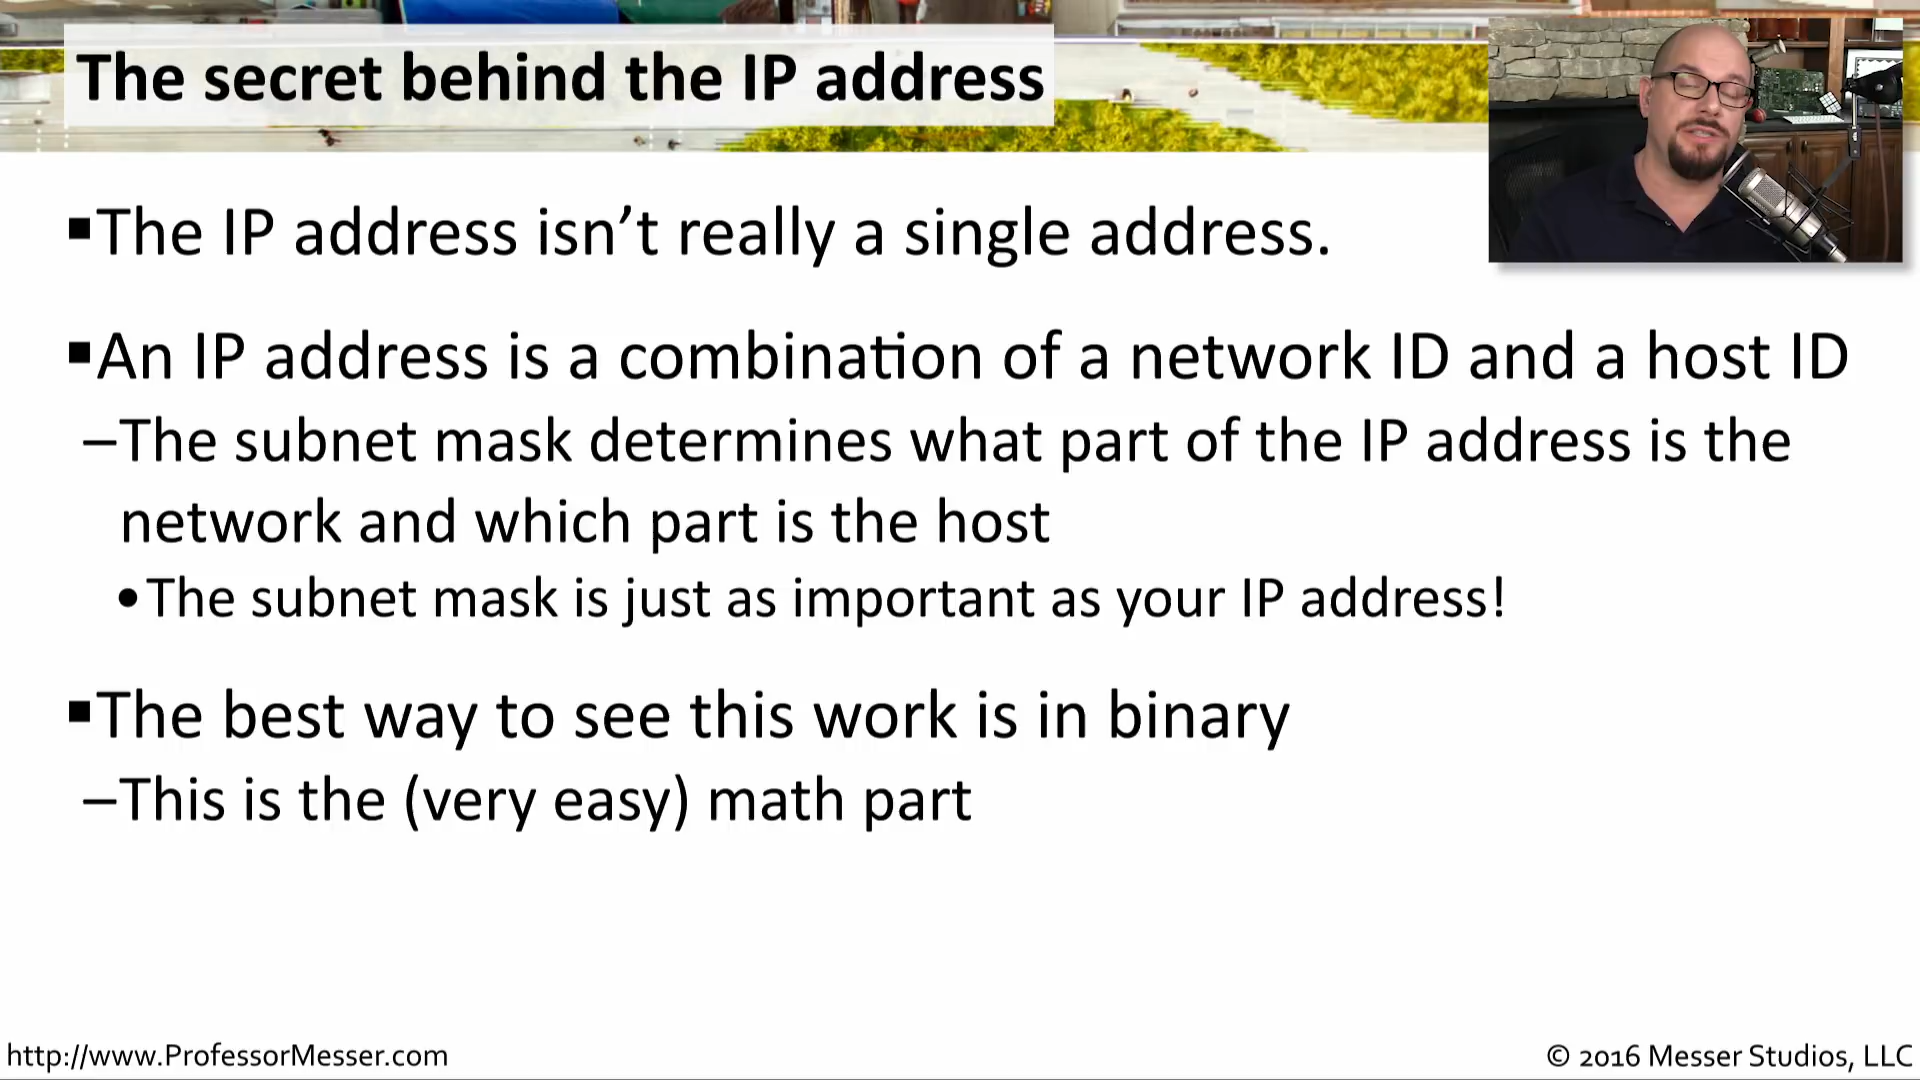 The secret behind the IP address
▪The IP address isn’t really a single address.
▪An IP address is a combination of a network ID and a host ID
–The subnet mask determines what part of the IP address is the
network and which part is the host
•The subnet mask is just as important as your IP address!
▪The best way to see this work is in binary
–This is the (very easy) math part
http://www.ProfessorMesser.com
© 2016 Messer Studios, LLC